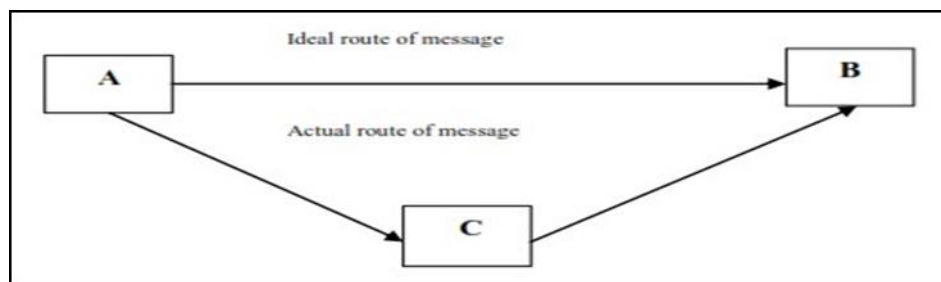 Ideal route of message
A
B
Actual route of message
C